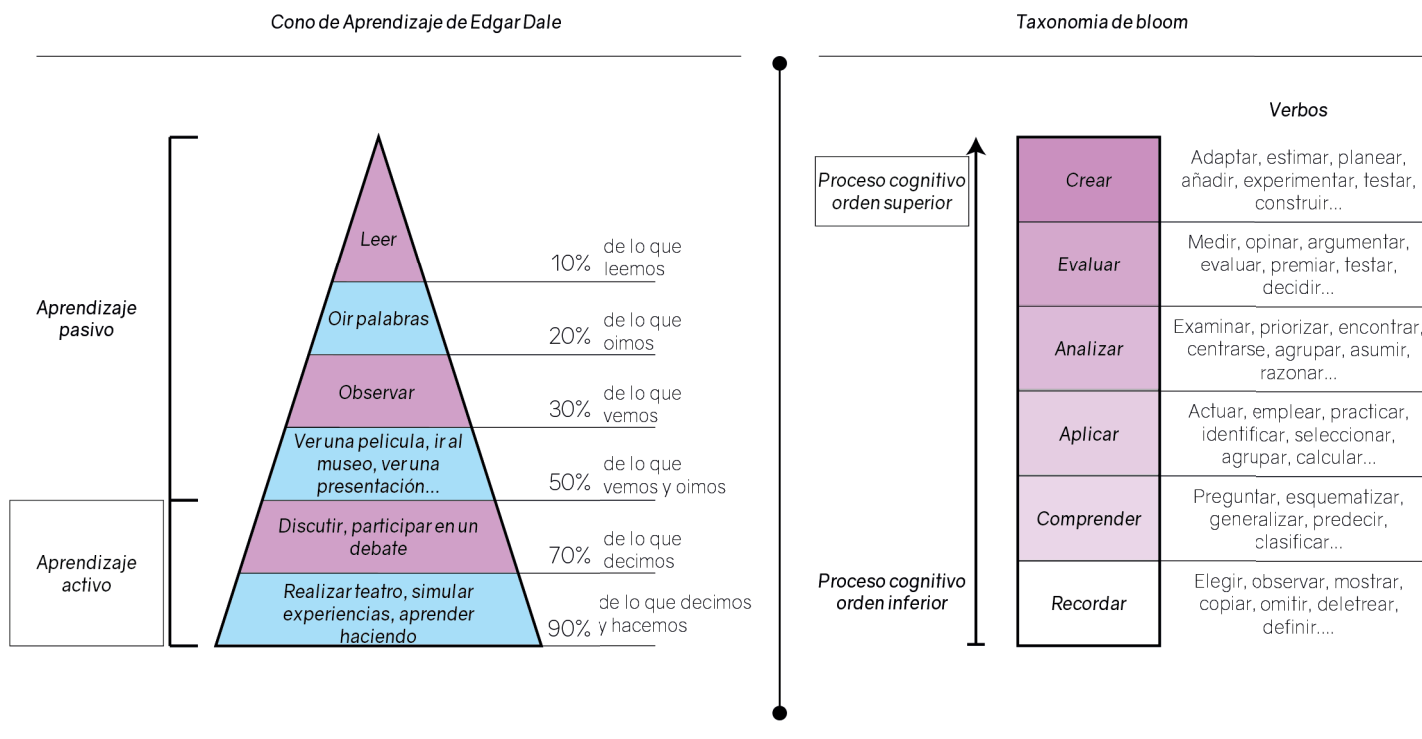 Cono de Aprendizaje de Edgar Dale
Aprendizaje
pasivo
Aprendizaje
activo
Leer
10%
de lo que
leemos
Oir palabras
20%
de lo que
oimos
Observar
30%
de lo que
vemos
Ver una pelicula, ir al
museo, ver una
presentación...
50%
de lo que
vemos y oimos
Discutir, participar en un
debate
70%
de lo que
decimos
Realizar teatro, simular
experiencias, aprender
haciendo
90%
de lo que decimos
y hacemos
Taxonomia de bloom
Verbos
Proceso cognitivo
orden superior
Proceso cognitivo
orden inferior
Crear
Adaptar, estimar, planear,
añadir, experimentar, testar,
construir...
Evaluar
Medir, opinar, argumentar,
evaluar, premiar, testar,
decidir...
Analizar
Examinar, priorizar, encontrar,
centrarse, agrupar, asumir,
razonar...
Aplicar
Actuar, emplear, practicar,
identificar, seleccionar,
agrupar, calcular...
Comprender
Preguntar, esquematizar,
generalizar, predecir,
clasificar...
Recordar
Elegir, observar, mostrar,
copiar, omitir, deletrear,
definir....